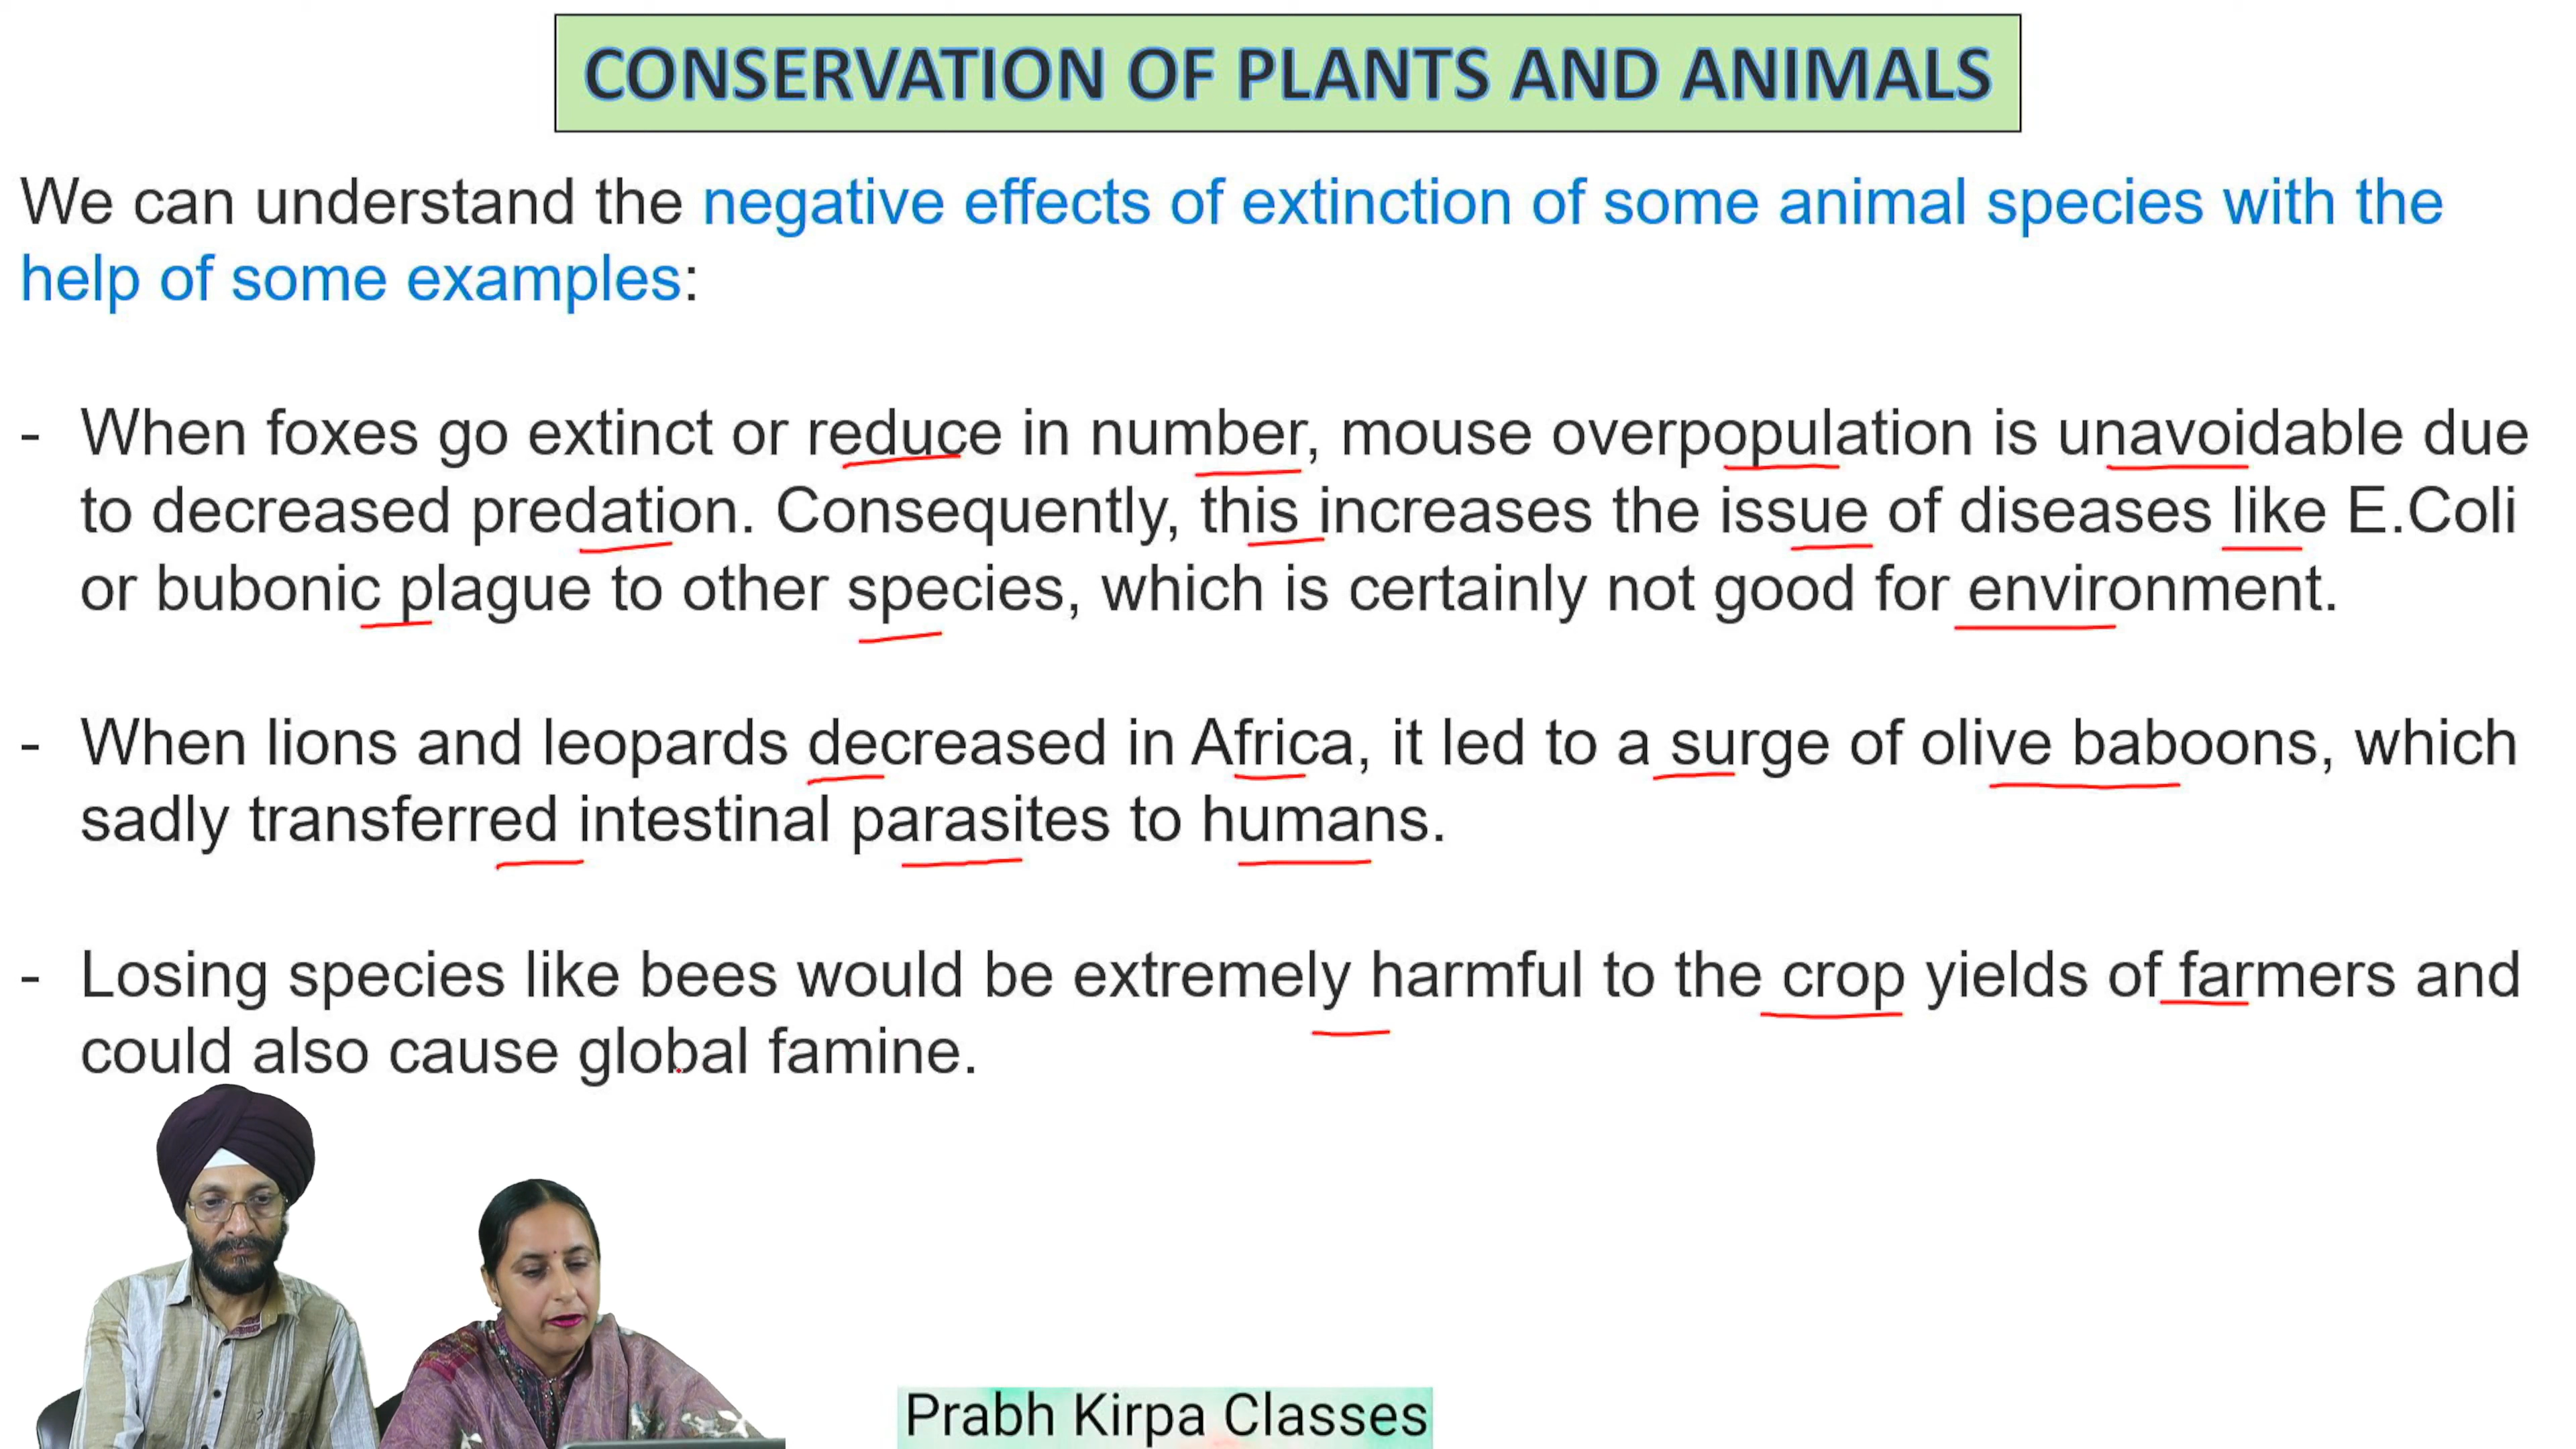 CONSERVATION OF PLANTS AND ANIMALS
We can understand the negative effects of extinction of some animal species with the
help of some examples:
- When foxes go extinct or reduce in number, mouse overpopulation is unavoidable due
to decreased predation. Consequently, this increases the issue of diseases like E.Coli
or bubonic plague to other species, which is certainly not good for environment.
- When lions and leopards decreased in Africa, it led to a surge of olive baboons, which
sadly transferred intestinal parasites to humans.
- Losing species like bees would be extremely harmful to the crop yields of farmers and
could also cause global famine.
Prabh Kirpa Classes